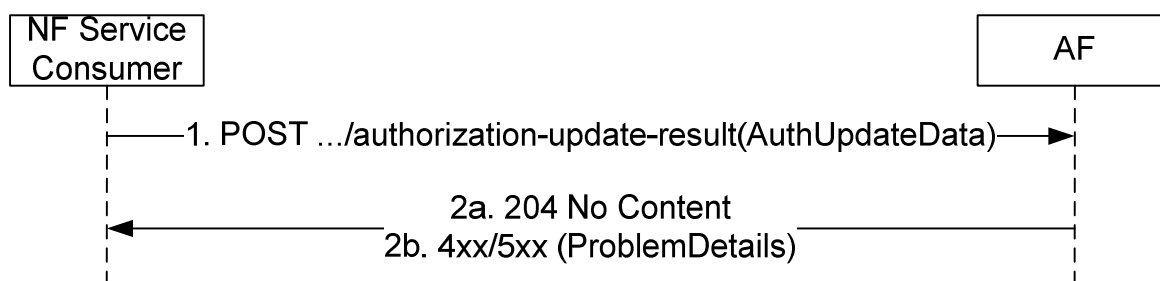 NF Service
Consumer
AF
1. POST .../authorization-update-result(AuthUpdateData)
2a. 204 No Content
2b. 4xx/5xx (ProblemDetails)